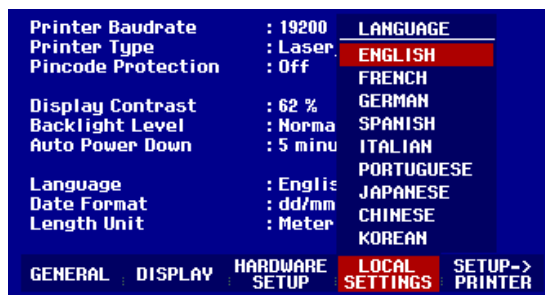 Printer Baudrate : 19200
Printer Type : Laser
Pincode Protection : Off
Display Contrast : 62 %
Backlight Level : Norma
Auto Power Down : 5 minu
Language : Englis
Date Format : dd/mm
Length Unit : Meter
LANGUAGE
ENGLISH
FRENCH
GERMAN
SPANISH
ITALIAN
PORTUGUESE
JAPANESE
CHINESE
KOREAN
GENERAL DISPLAY HARDWARE SETUP LOCAL SETTINGS SETUP-> PRINTER